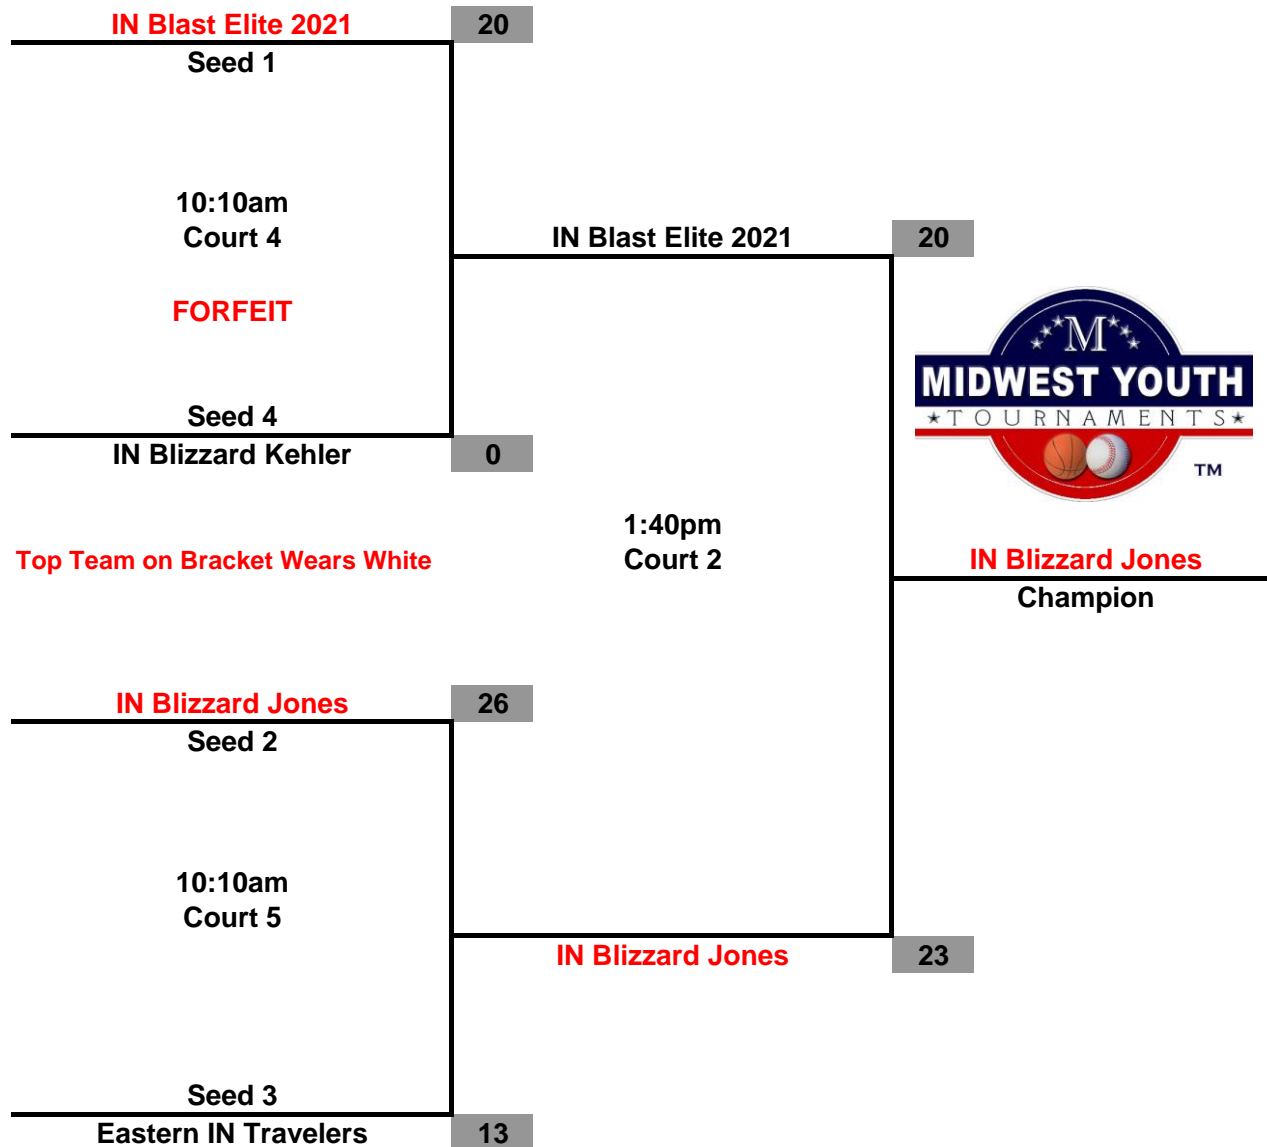 IN Blast Elite 2021 20
Seed 1
10:10am
Court 4
FORFEIT
Seed 4
IN Blizzard Kehler 0
IN Blast Elite 2021 20
M
MIDWEST YOUTH
★TOURNAMENTS★
TM
1:40pm
Court 2
Top Team on Bracket Wears White
IN Blizzard Jones
Champion
IN Blizzard Jones 26
Seed 2
10:10am
Court 5
IN Blizzard Jones 23
Seed 3
Eastern IN Travelers 13